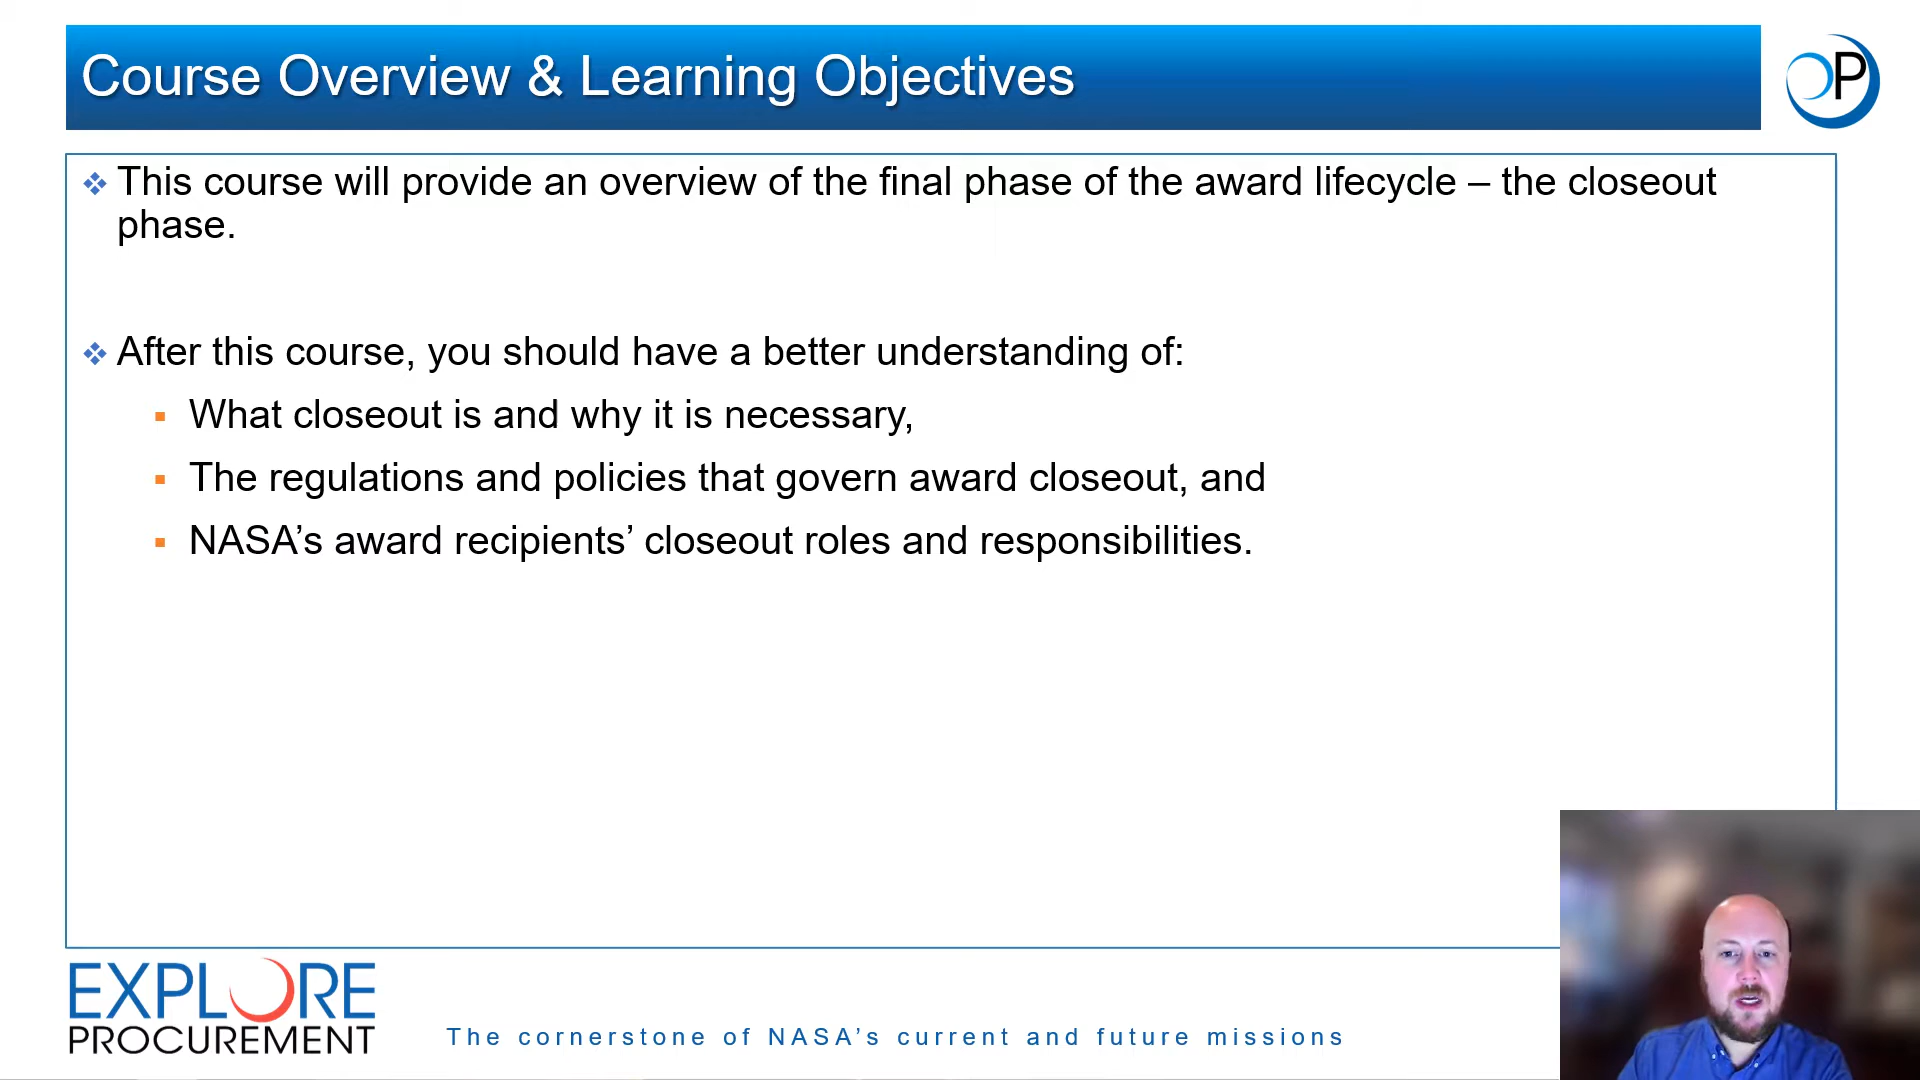 Course Overview & Learning Objectives
OP
This course will provide an overview of the final phase of the award lifecycle – the closeout
phase.
After this course, you should have a better understanding of:
What closeout is and why it is necessary,
The regulations and policies that govern award closeout, and
NASA’s award recipients’ closeout roles and responsibilities.
EXPLORE
PROCUREMENT
The cornerstone of NASA’s current and future missions